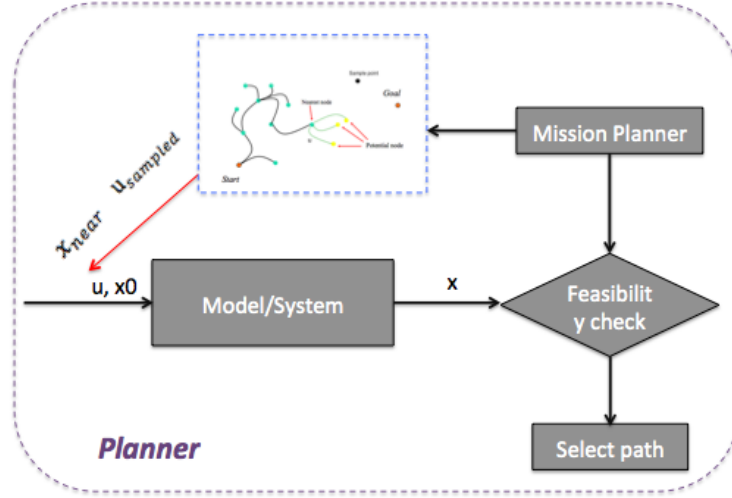 Sample point
Goal
Nearest node
Mission Planner
u
Potential node
Start
x_near u_sampled
u, x0
Model/System
x
Feasibilit
y check
Planner
Select path